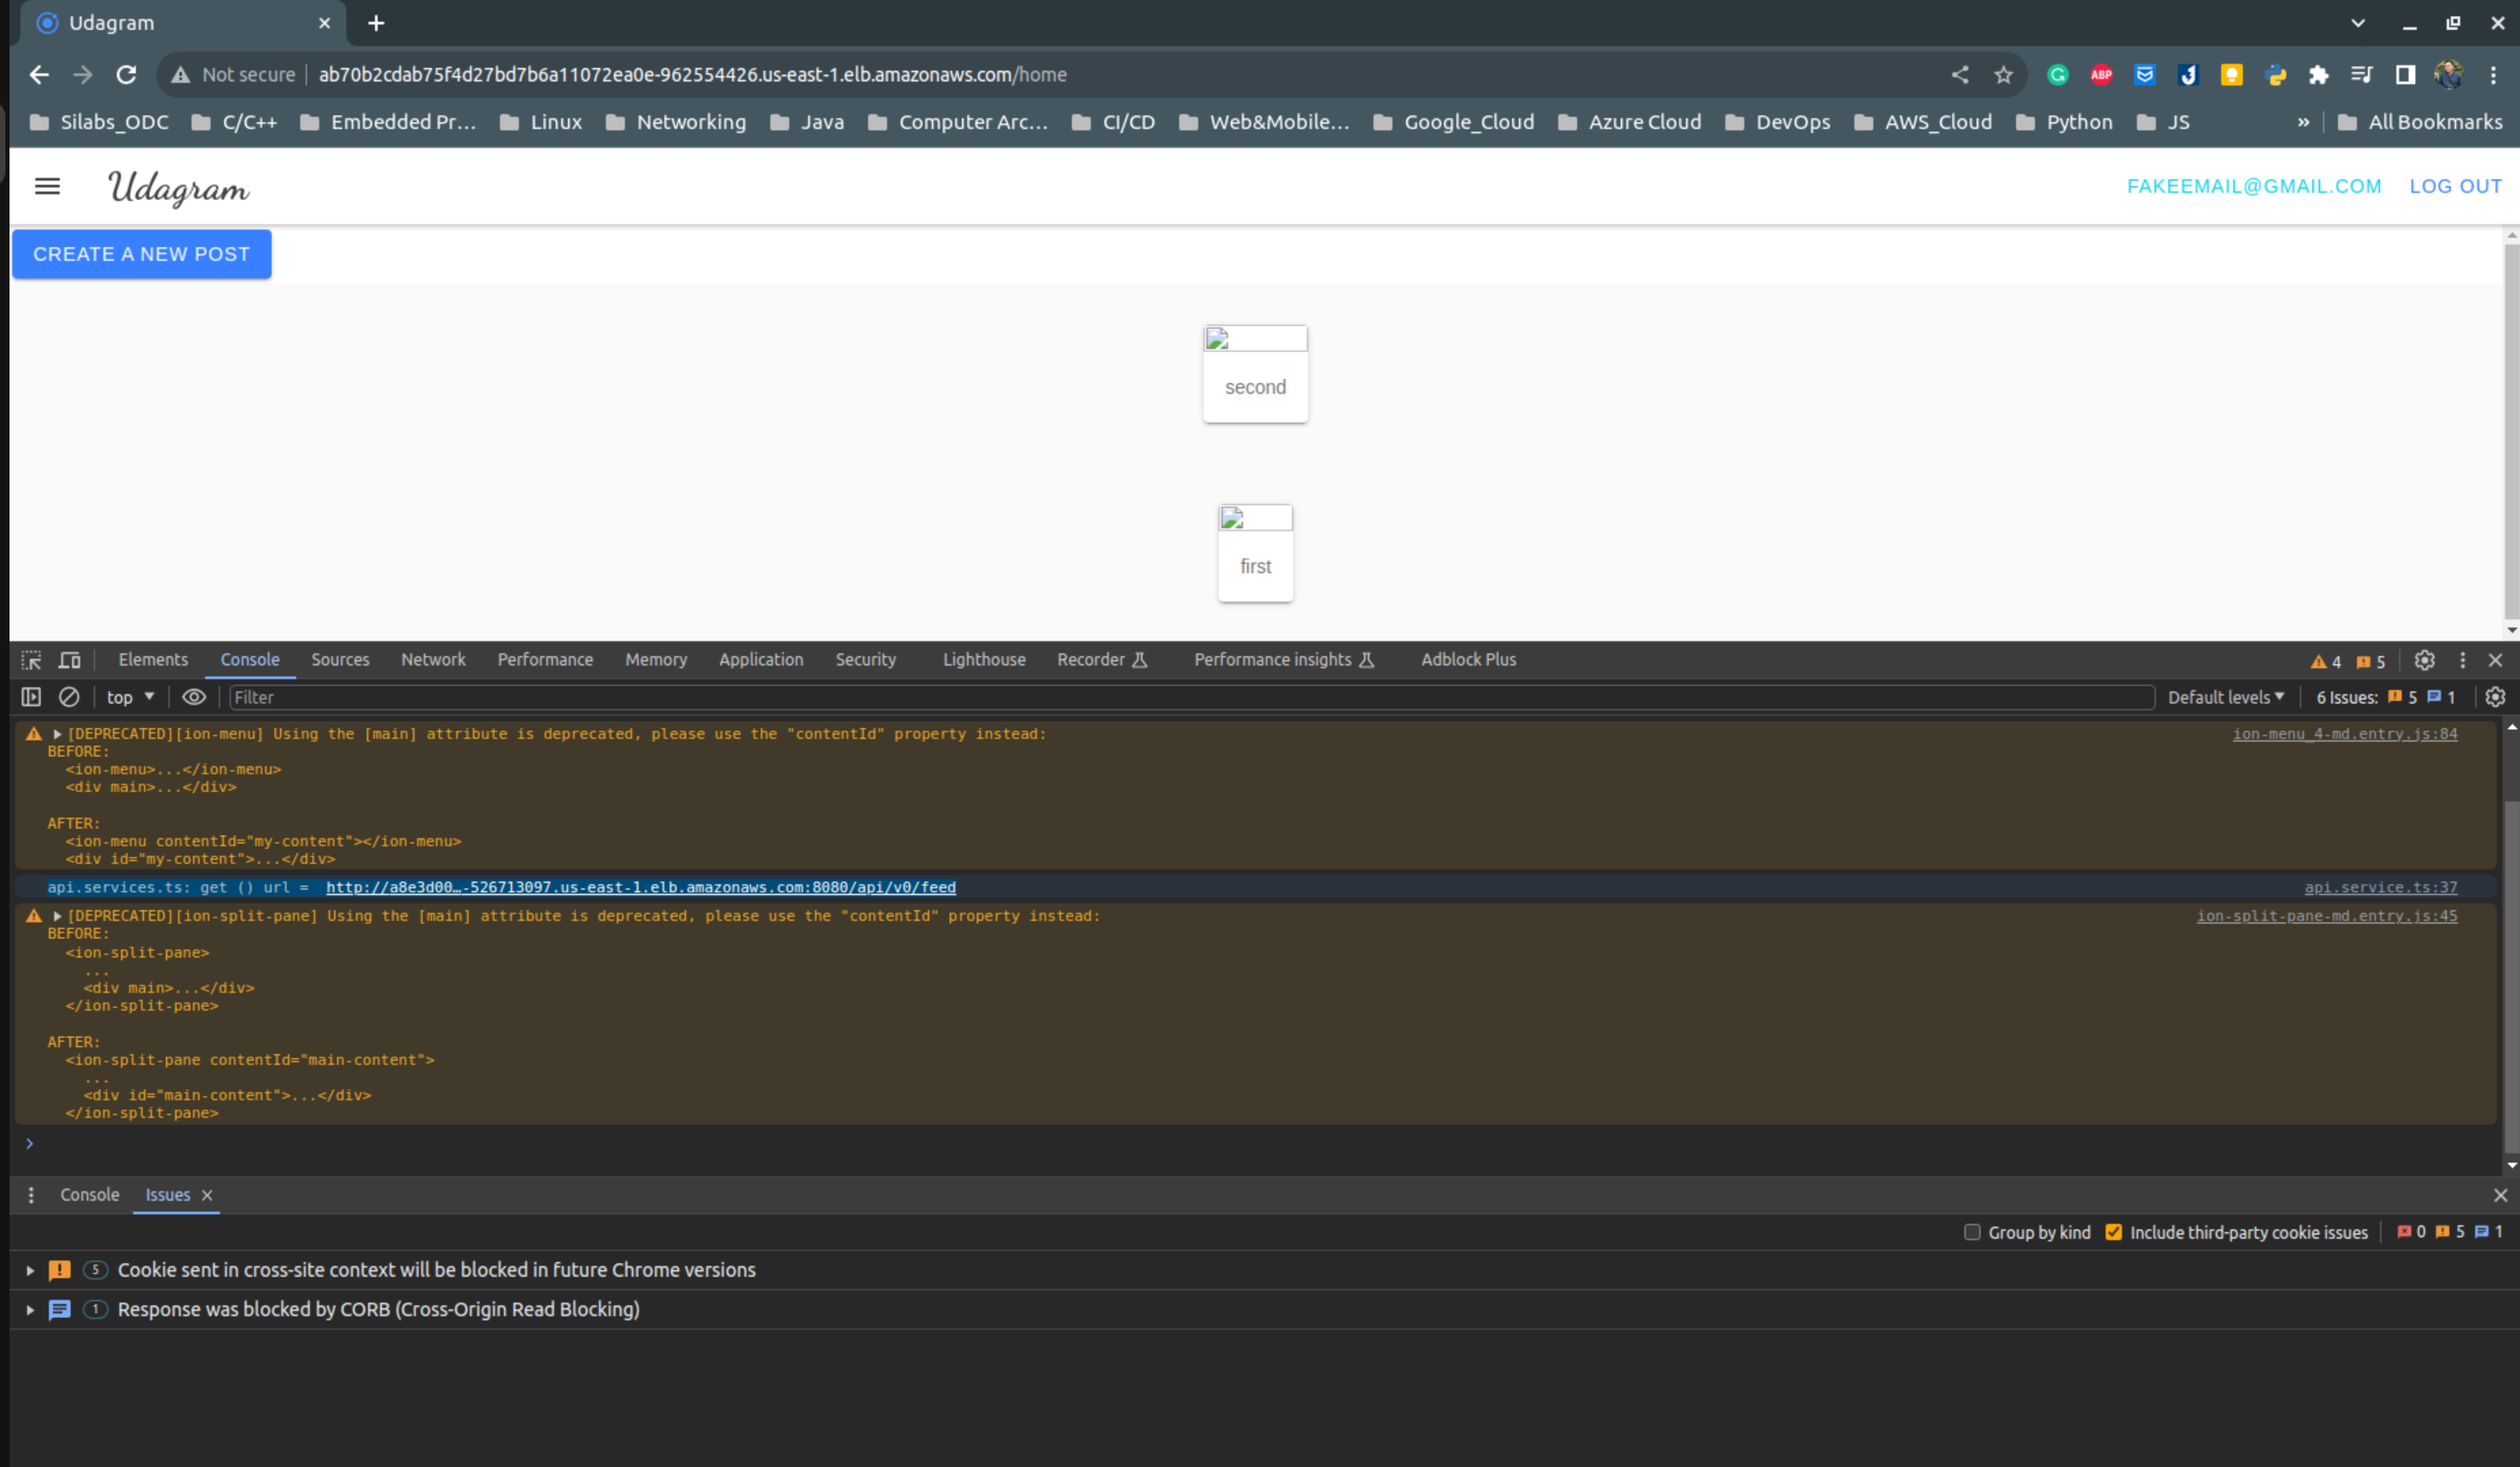 Udagram
Not secure ab70b2cdab75f4d27bd7b6a11072ea0e-962554426.us-east-1.elb.amazonaws.com/home ABP
Silabs_ODC C/C++ Embedded Pr... Linux Networking Java Computer Arc... CI/CD Web&Mobile... Google_Cloud Azure Cloud DevOps AWS_Cloud Python JS » All Bookmarks
Udagram FAKEEMAIL@GMAIL.COM LOG OUT
CREATE A NEW POST
second
first
Elements Console Sources Network Performance Memory Application Security Lighthouse Recorder Performance insights Adblock Plus 4 5
top Filter Default levels 6 Issues: 5 1
[DEPRECATED][ion-menu] Using the [main] attribute is deprecated, please use the "contentId" property instead: ion-menu_4-md.entry.js:84
BEFORE:
<ion-menu>...</ion-menu>
<div main>...</div>
AFTER:
<ion-menu contentId="my-content"></ion-menu>
<div id="my-content">...</div>
api.services.ts: get () url = http://a8e3d00…-526713097.us-east-1.elb.amazonaws.com:8080/api/v0/feed api.service.ts:37
[DEPRECATED][ion-split-pane] Using the [main] attribute is deprecated, please use the "contentId" property instead: ion-split-pane-md.entry.js:45
BEFORE:
<ion-split-pane>
...
<div main>...</div>
</ion-split-pane>
AFTER:
<ion-split-pane contentId="main-content">
...
<div id="main-content">...</div>
</ion-split-pane>
Console Issues
Group by kind Include third-party cookie issues 0 5 1
5 Cookie sent in cross-site context will be blocked in future Chrome versions
1 Response was blocked by CORB (Cross-Origin Read Blocking)